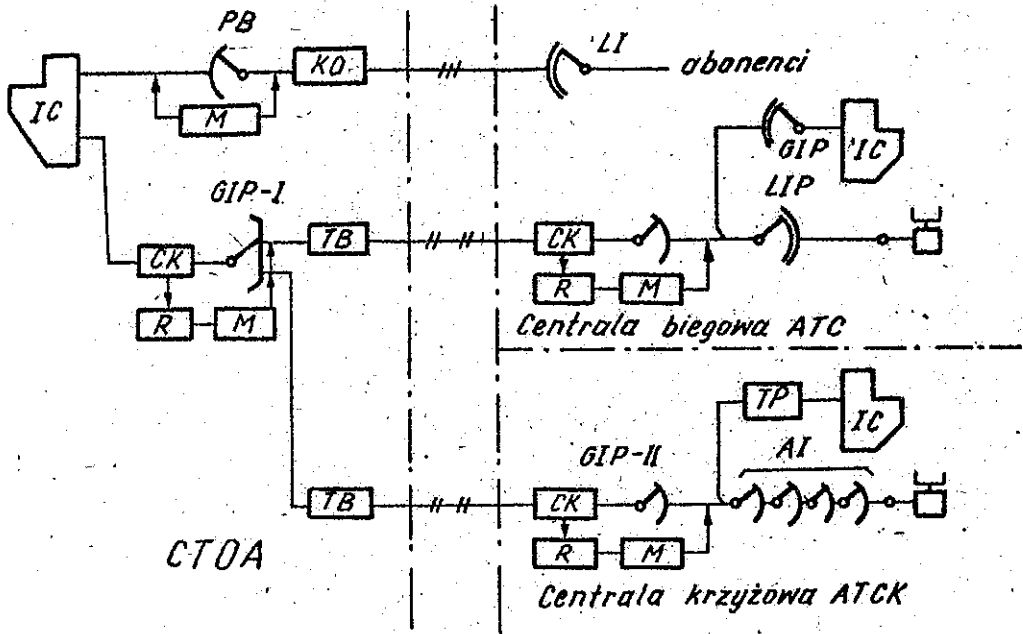 PB
LI
KO
abonenci
IC
M
GIP
IC
GIP-I
LIP
TB
CK
CK
R
M
R
M
Centrala biegowa ATC
TP
IC
GIP-II
AI
TB
CK
CTOA
R
M
Centrala krzyżowa ATCK